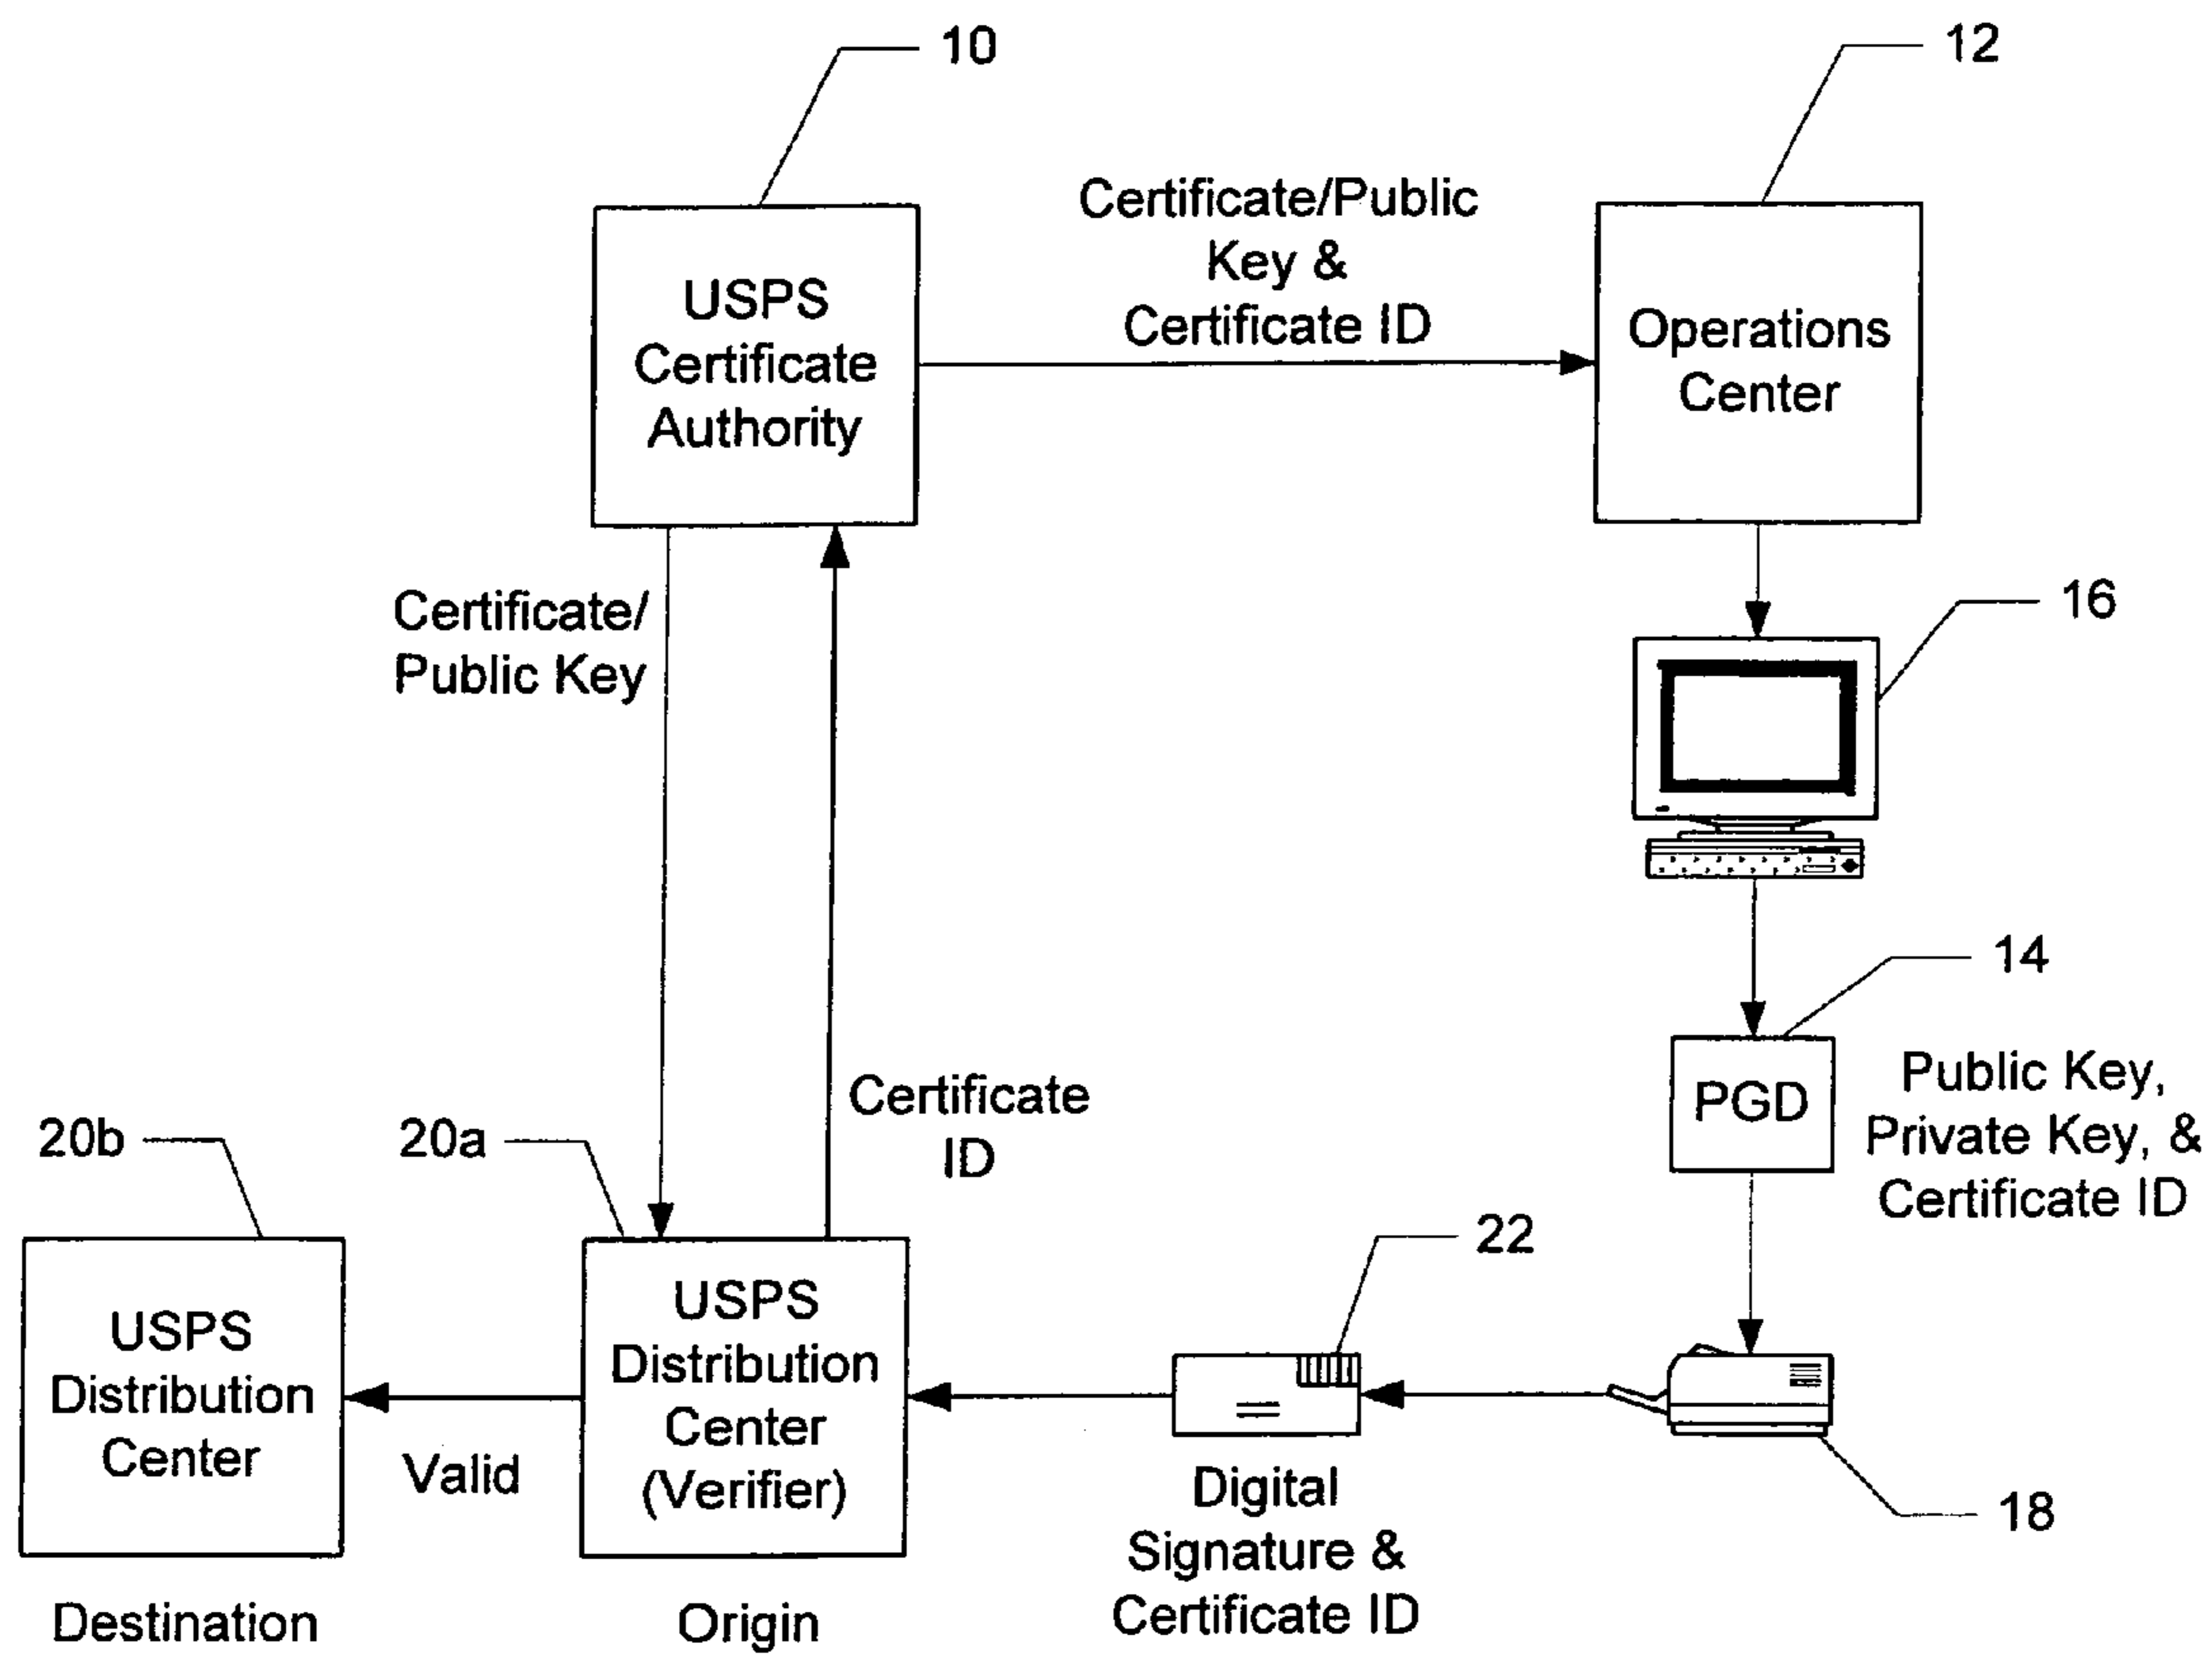 10
12
Certificate/Public
Key &
Certificate ID
USPS
Certificate
Authority
Operations
Center
16
Certificate/
Public Key
14
PGD
Public Key,
Private Key, &
Certificate ID
Certificate
ID
20b
20a
22
USPS
Distribution
Center
USPS
Distribution
Center
(Verifier)
Valid
Digital
Signature &
Certificate ID
18
Destination
Origin